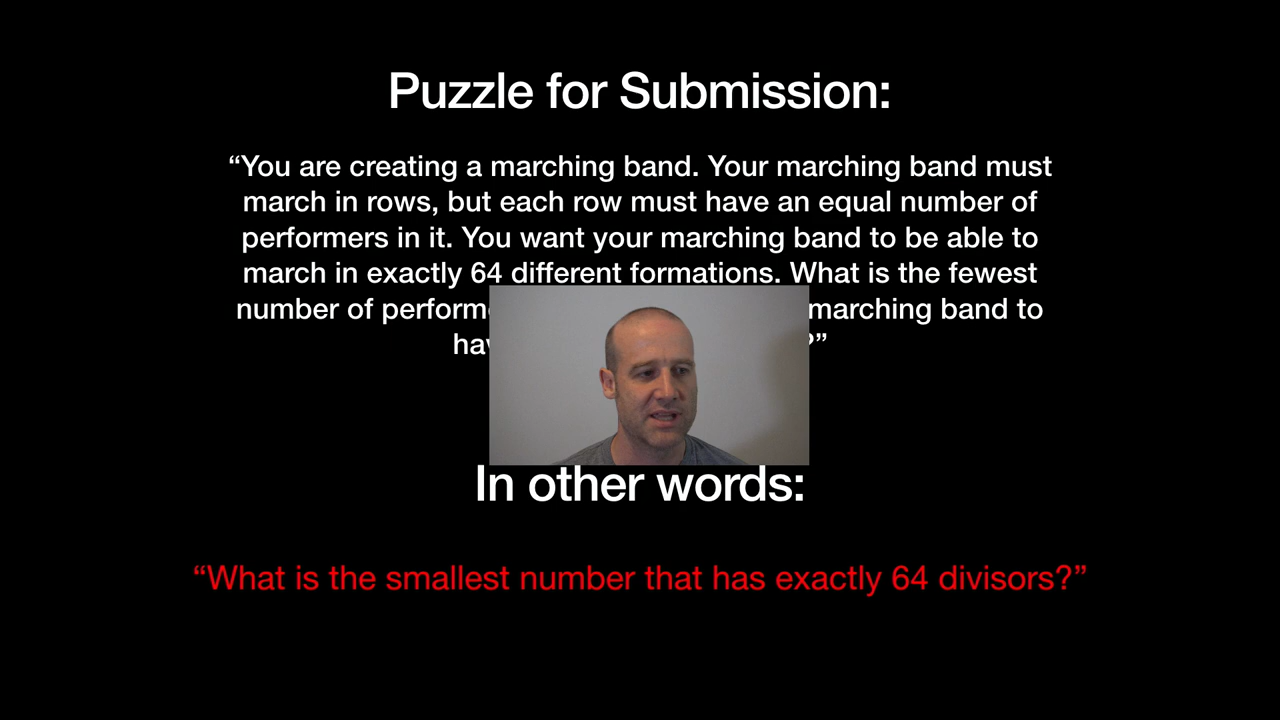 Puzzle for Submission:
“You are creating a marching band. Your marching band must
march in rows, but each row must have an equal number of
performers in it. You want your marching band to be able to
march in exactly 64 different formations. What is the fewest
number of marching band to
?”
In other words:
“What is the smallest number that has exactly 64 divisors?”